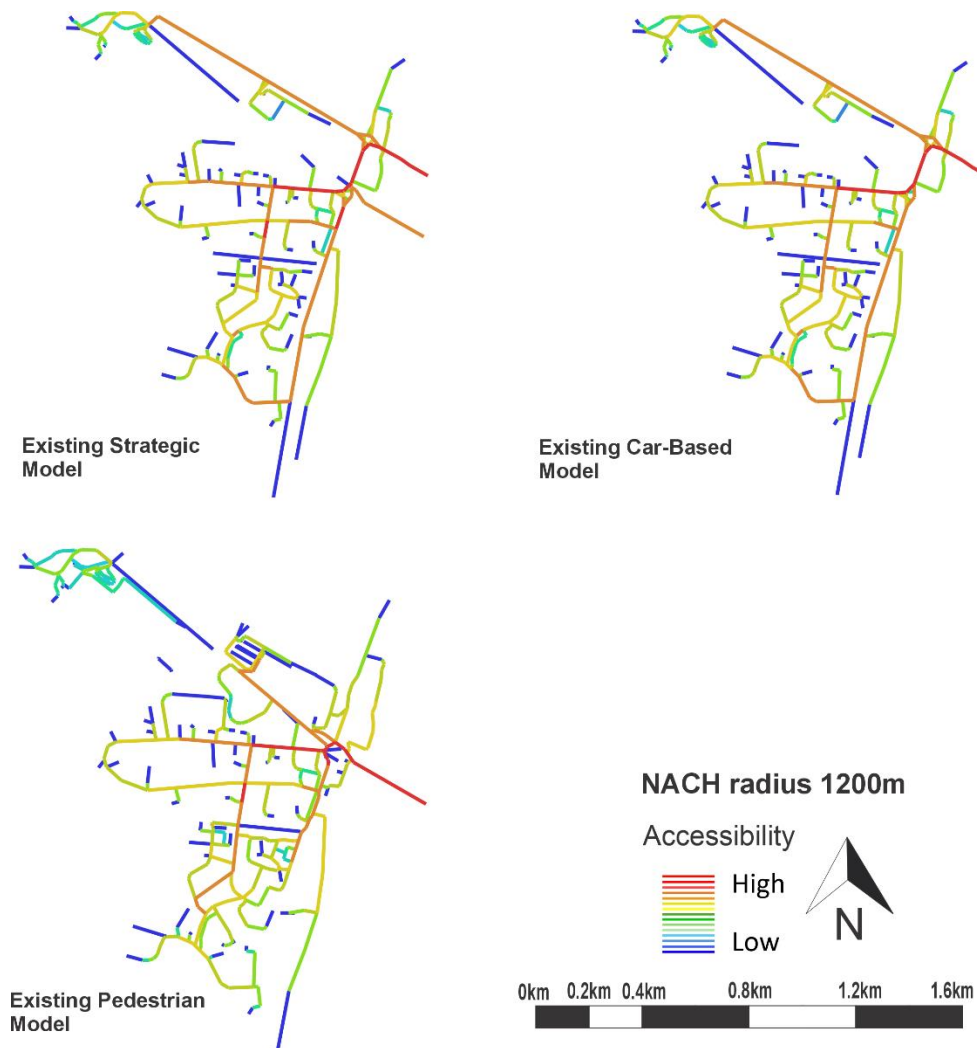 Existing Strategic
Model
Existing Car-Based
Model
Existing Pedestrian
Model
NACH radius 1200m
Accessibility
High
Low
N
0km 0.2km 0.4km 0.8km 1.2km 1.6km